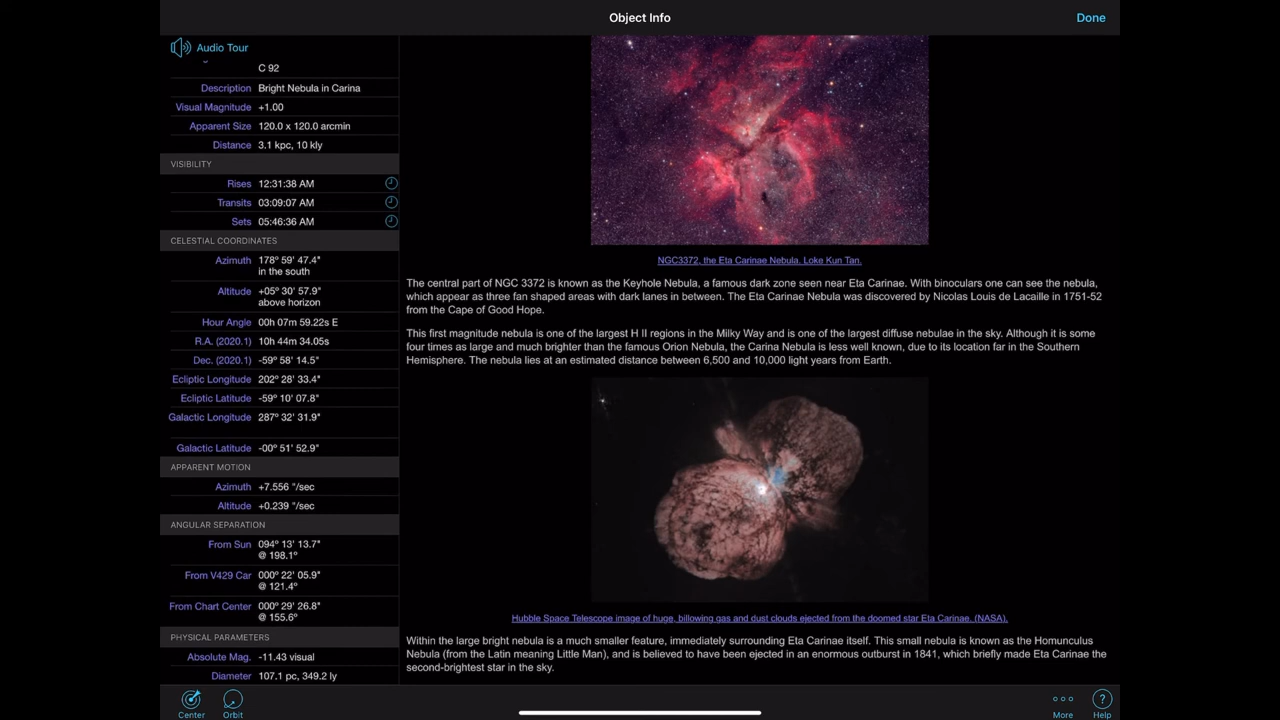 Object Info
Done
Audio Tour
C 92
Description Bright Nebula in Carina
Visual Magnitude +1.00
Apparent Size 120.0 x 120.0 arcmin
Distance 3.1 kpc, 10 kly
VISIBILITY
Rises 12:31:38 AM
Transits 03:09:07 AM
Sets 05:46:36 AM
CELESTIAL COORDINATES
Azimuth 178º 59' 47.4"
in the south
Altitude +05º 30' 57.9"
above horizon
Hour Angle 00h 07m 59.22s E
R.A. (2020.1) 10h 44m 34.05s
Dec. (2020.1) -59º 58' 14.5"
Ecliptic Longitude 202º 28' 33.4"
Ecliptic Latitude -59º 10' 07.8"
Galactic Longitude 287º 32' 31.9"
Galactic Latitude -00º 51' 52.9"
APPARENT MOTION
Azimuth +7.556 "/sec
Altitude +0.239 "/sec
ANGULAR SEPARATION
From Sun 094º 13' 13.7"
@ 198.1º
From V429 Car 000º 22' 05.9"
@ 121.4º
From Chart Center 000º 29' 26.8"
@ 155.6º
PHYSICAL PARAMETERS
Absolute Mag. -11.43 visual
Diameter 107.1 pc, 349.2 ly
NGC3372, the Eta Carinae Nebula. Loke Kun Tan.
The central part of NGC 3372 is known as the Keyhole Nebula, a famous dark zone seen near Eta Carinae. With binoculars one can see the nebula,
which appear as three fan shaped areas with dark lanes in between. The Eta Carinae Nebula was discovered by Nicolas Louis de Lacaille in 1751-52
from the Cape of Good Hope.
This first magnitude nebula is one of the largest H II regions in the Milky Way and is one of the largest diffuse nebulae in the sky. Although it is some
four times as large and much brighter than the famous Orion Nebula, the Carina Nebula is less well known, due to its location far in the Southern
Hemisphere. The nebula lies at an estimated distance between 6,500 and 10,000 light years from Earth.
Hubble Space Telescope image of huge, billowing gas and dust clouds ejected from the doomed star Eta Carinae. (NASA).
Within the large bright nebula is a much smaller feature, immediately surrounding Eta Carinae itself. This small nebula is known as the Homunculus
Nebula (from the Latin meaning Little Man), and is believed to have been ejected in an enormous outburst in 1841, which briefly made Eta Carinae the
second-brightest star in the sky.
Center
Orbit
More
Help